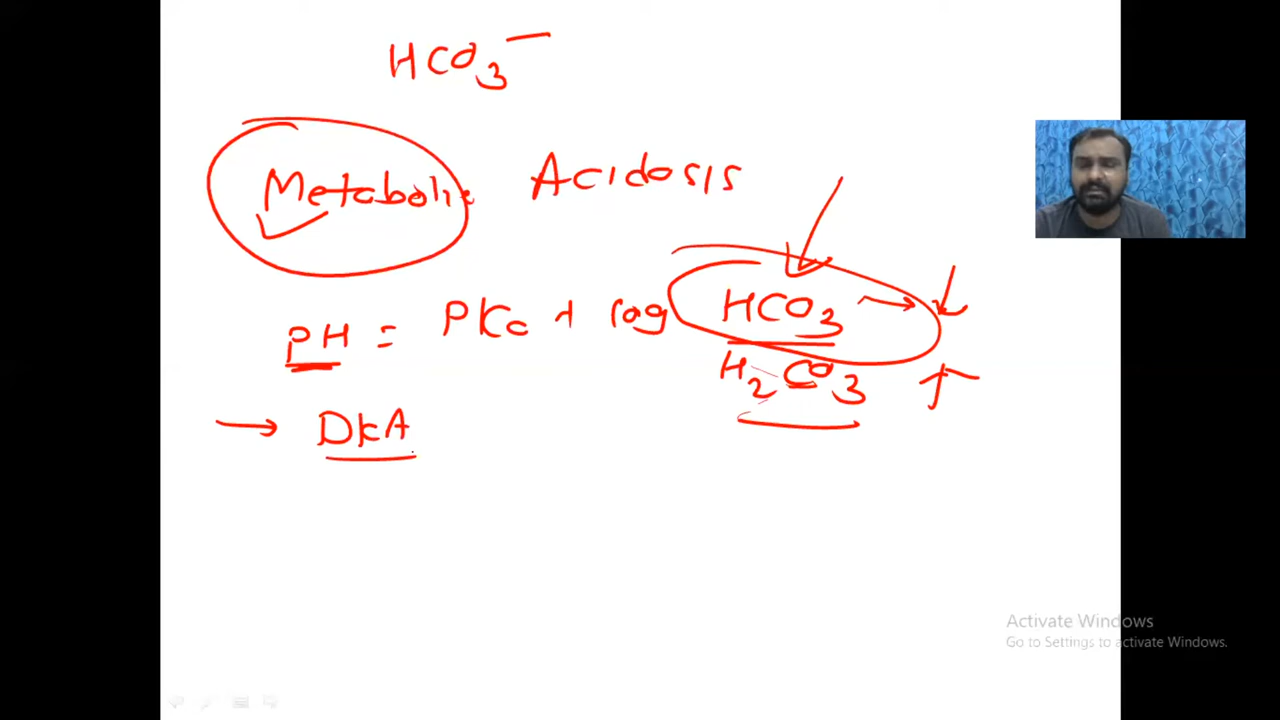 HCO3−
Metabolic Acidosis
PH = PKa + log HCO3 → ↓
H2CO3 ↑
→ DKA
Activate Windows
Go to Settings to activate Windows.